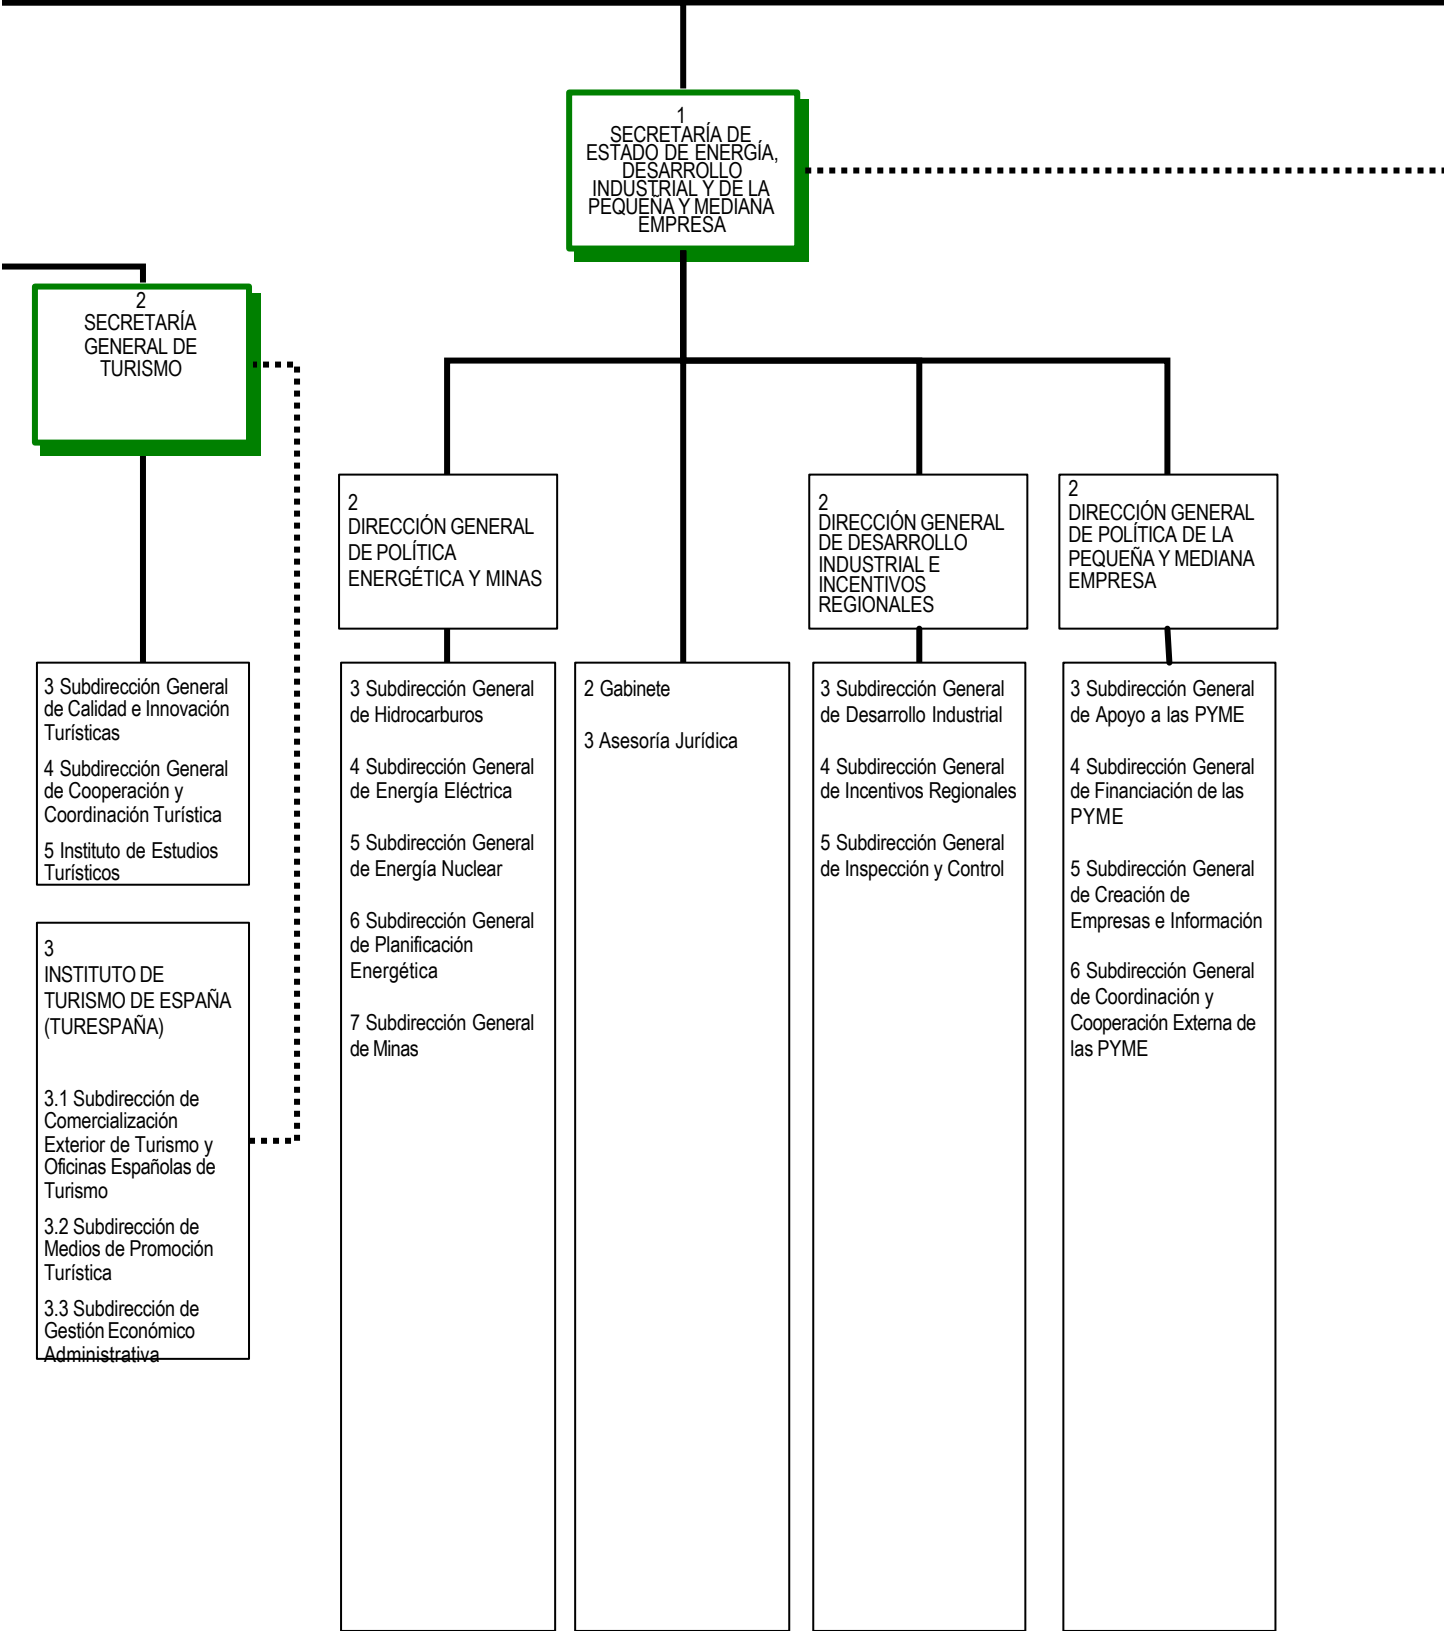 1
SECRETARÍA DE
ESTADO DE ENERGÍA,
DESARROLLO
INDUSTRIAL Y DE LA
PEQUEÑA Y MEDIANA
EMPRESA
2
SECRETARÍA
GENERAL DE
TURISMO
2
DIRECCIÓN GENERAL
DE POLÍTICA
ENERGÉTICA Y MINAS
2
DIRECCIÓN GENERAL
DE DESARROLLO
INDUSTRIAL E
INCENTIVOS
REGIONALES
2
DIRECCIÓN GENERAL
DE POLÍTICA DE LA
PEQUEÑA Y MEDIANA
EMPRESA
3 Subdirección General
de Calidad e Innovación
Turísticas
4 Subdirección General
de Cooperación y
Coordinación Turística
5 Instituto de Estudios
Turísticos
3
INSTITUTO DE
TURISMO DE ESPAÑA
(TURESPAÑA)
3.1 Subdirección de
Comercialización
Exterior de Turismo y
Oficinas Españolas de
Turismo
3.2 Subdirección de
Medios de Promoción
Turística
3.3 Subdirección de
Gestión Económico
Administrativa
3 Subdirección General
de Hidrocarburos
4 Subdirección General
de Energía Eléctrica
5 Subdirección General
de Energía Nuclear
6 Subdirección General
de Planificación
Energética
7 Subdirección General
de Minas
2 Gabinete
3 Asesoría Jurídica
3 Subdirección General
de Desarrollo Industrial
4 Subdirección General
de Incentivos Regionales
5 Subdirección General
de Inspección y Control
3 Subdirección General
de Apoyo a las PYME
4 Subdirección General
de Financiación de las
PYME
5 Subdirección General
de Creación de
Empresas e Información
6 Subdirección General
de Coordinación y
Cooperación Externa de
las PYME